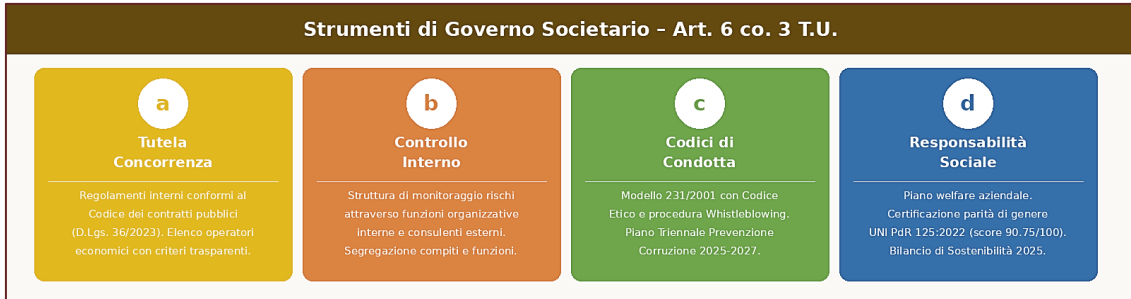 Strumenti di Governo Societario – Art. 6 co. 3 T.U.
a
Tutela
Concorrenza
Regolamenti interni conformi al
Codice dei contratti pubblici
(D.Lgs. 36/2023). Elenco operatori
economici con criteri trasparenti.
b
Controllo
Interno
Struttura di monitoraggio rischi
attraverso funzioni organizzative
interne e consulenti esterni.
Segregazione compiti e funzioni.
c
Codici di
Condotta
Modello 231/2001 con Codice
Etico e procedura Whistleblowing.
Piano Triennale Prevenzione
Corruzione 2025-2027.
d
Responsabilità
Sociale
Piano welfare aziendale.
Certificazione parità di genere
UNI PdR 125:2022 (score 90.75/100).
Bilancio di Sostenibilità 2025.